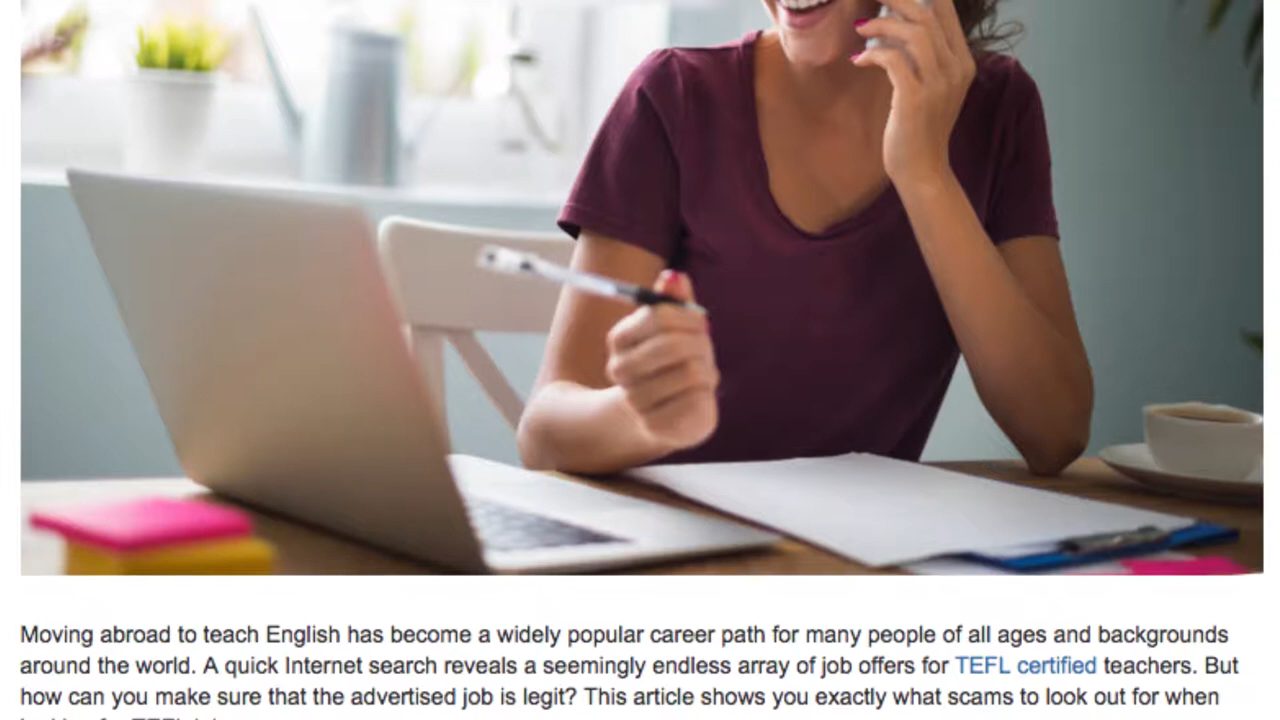 Moving abroad to teach English has become a widely popular career path for many people of all ages and backgrounds
around the world. A quick Internet search reveals a seemingly endless array of job offers for TEFL certified teachers. But
how can you make sure that the advertised job is legit? This article shows you exactly what scams to look out for when